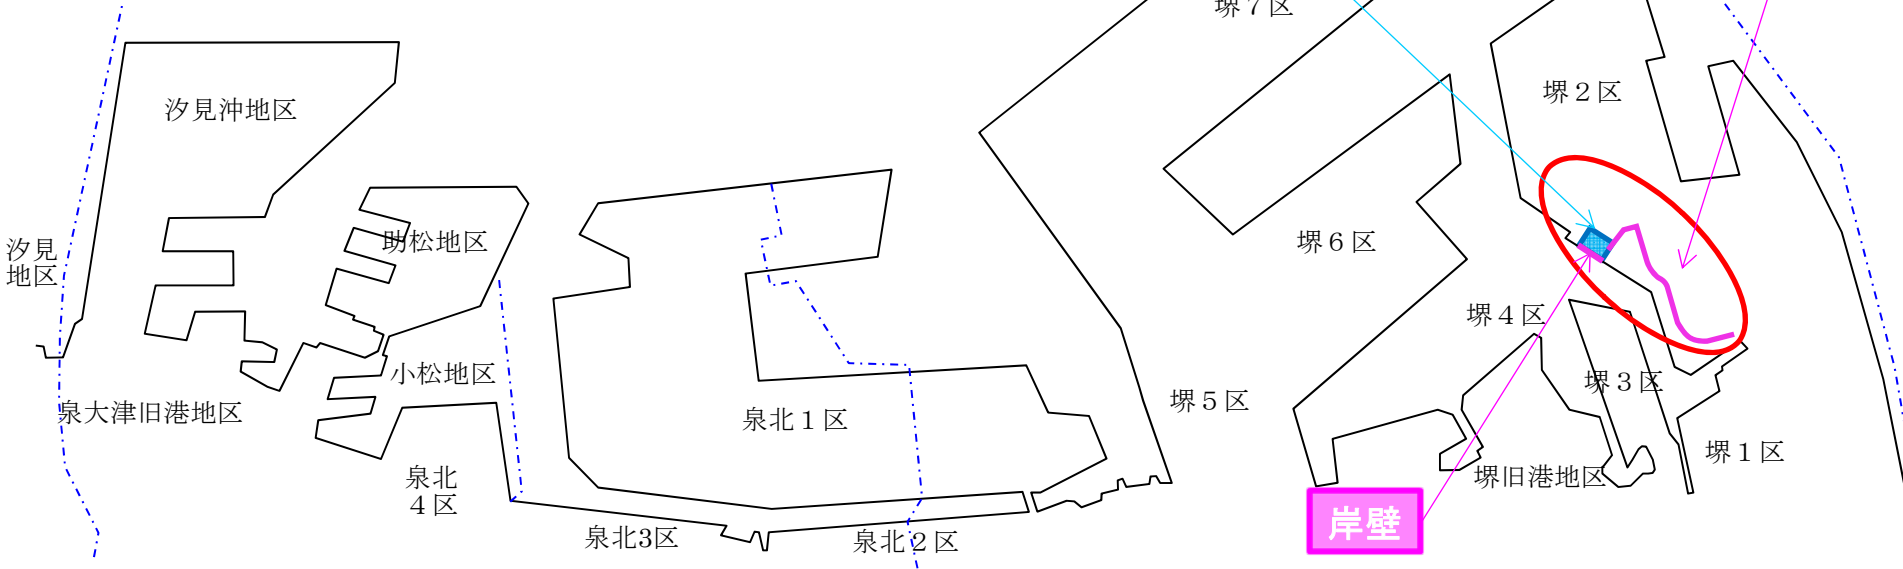 堺７区
堺２区
汐見沖地区
汐見
地区
助松地区
堺６区
堺４区
小松地区
堺３区
堺５区
泉大津旧港地区
泉北１区
堺１区
泉北
４区
堺旧港地区
岸壁
泉北3区
泉北２区